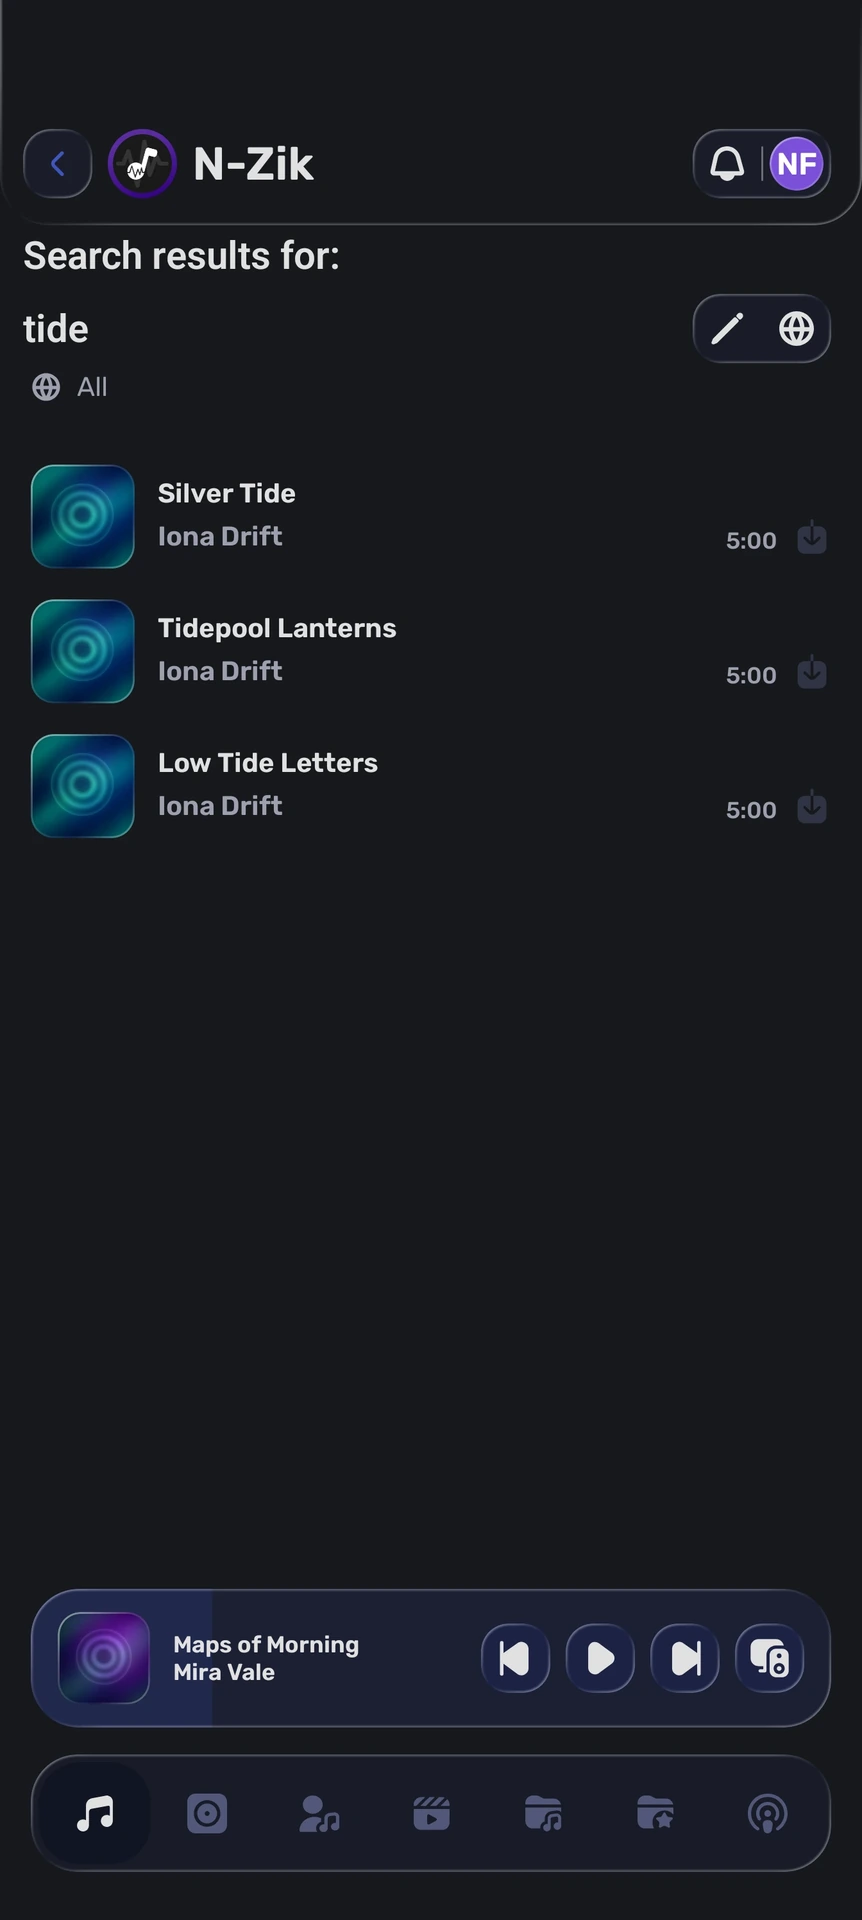 N-Zik
NF
Search results for:
tide
All
Silver Tide
Iona Drift
5:00
Tidepool Lanterns
Iona Drift
5:00
Low Tide Letters
Iona Drift
5:00
Maps of Morning
Mira Vale